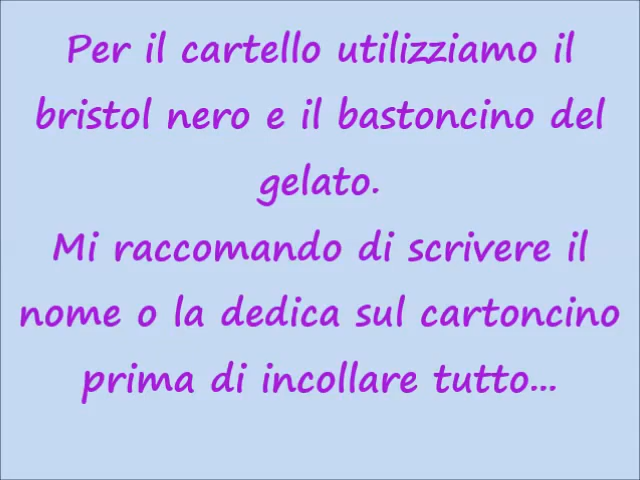 Per il cartello utilizziamo il
bristol nero e il bastoncino del
gelato.
Mi raccomando di scrivere il
nome o la dedica sul cartoncino
prima di incollare tutto...